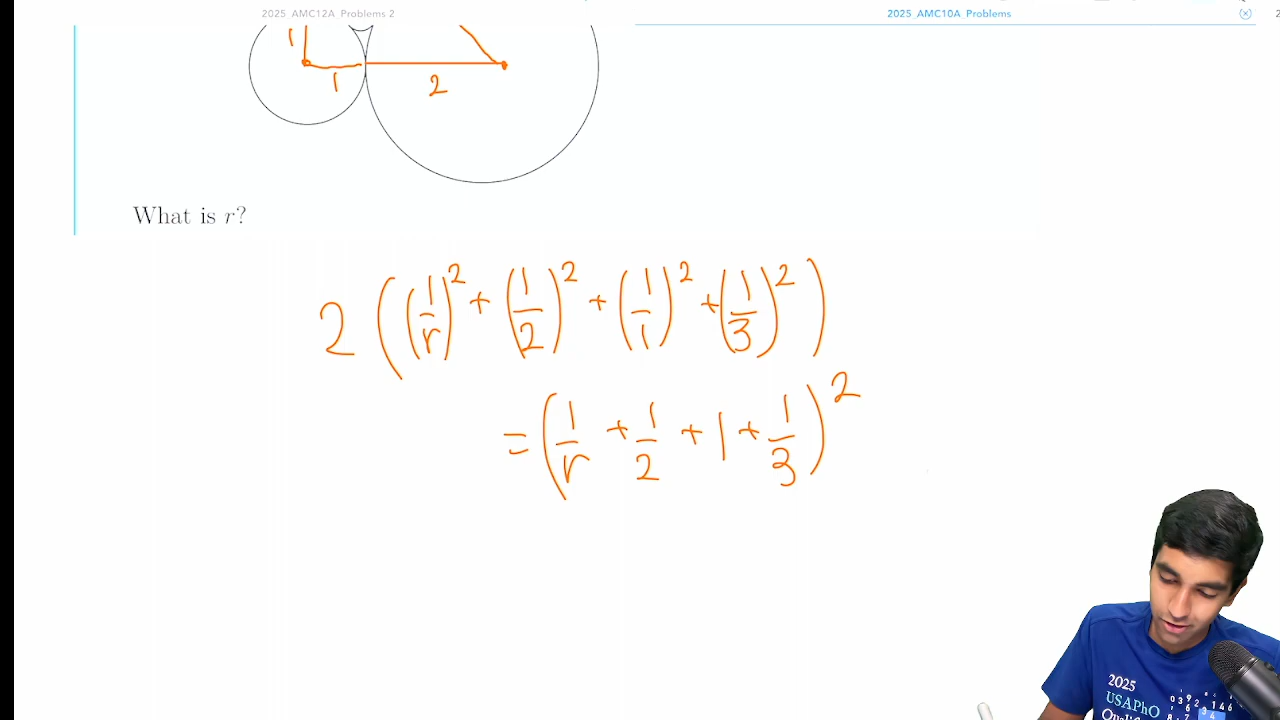 2025_AMC12A_Problems 2
2025_AMC10A_Problems
1
1
2
What is r?
2 ( (1/r)^2 + (1/2)^2 + (1/1)^2 + (1/3)^2 )
= (1/r + 1/2 + 1 + 1/3)^2
2025
USAPhO